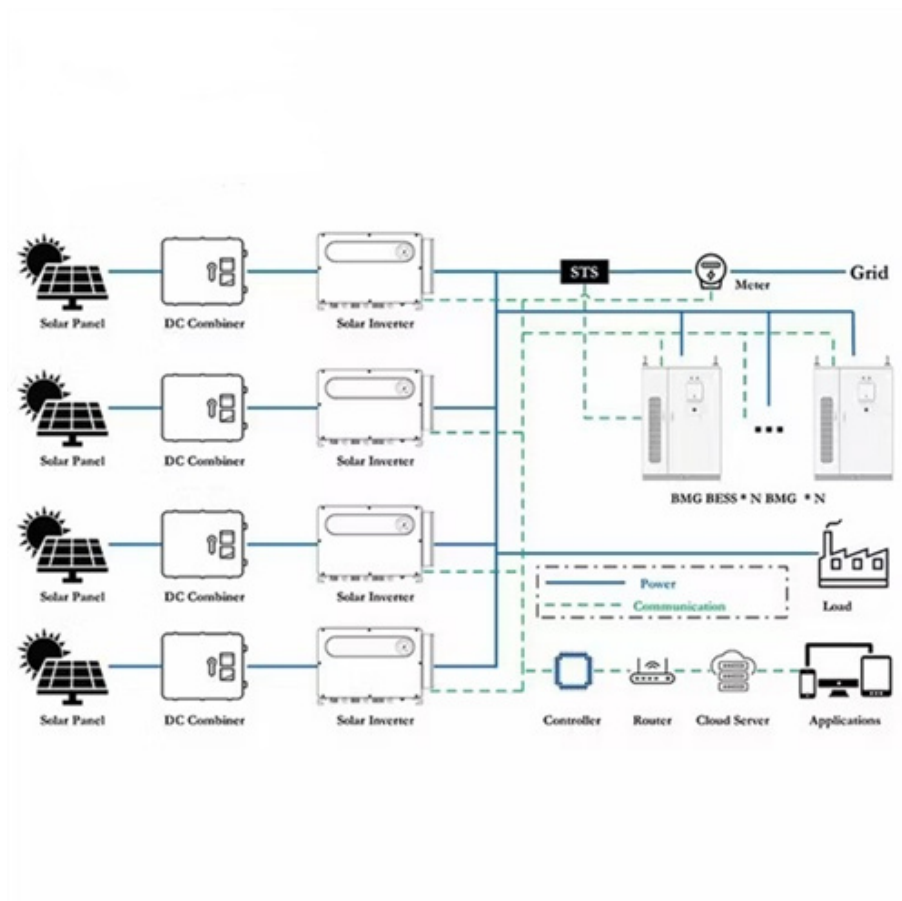 STS
Grid
Meter
Solar Panel
DC Combiner
Solar Inverter
Solar Panel
DC Combiner
Solar Inverter
BMG BESS * N BMG * N
Solar Panel
DC Combiner
Solar Inverter
Power
Communication
Load
Solar Panel
DC Combiner
Solar Inverter
Controller
Router
Cloud Server
Applications